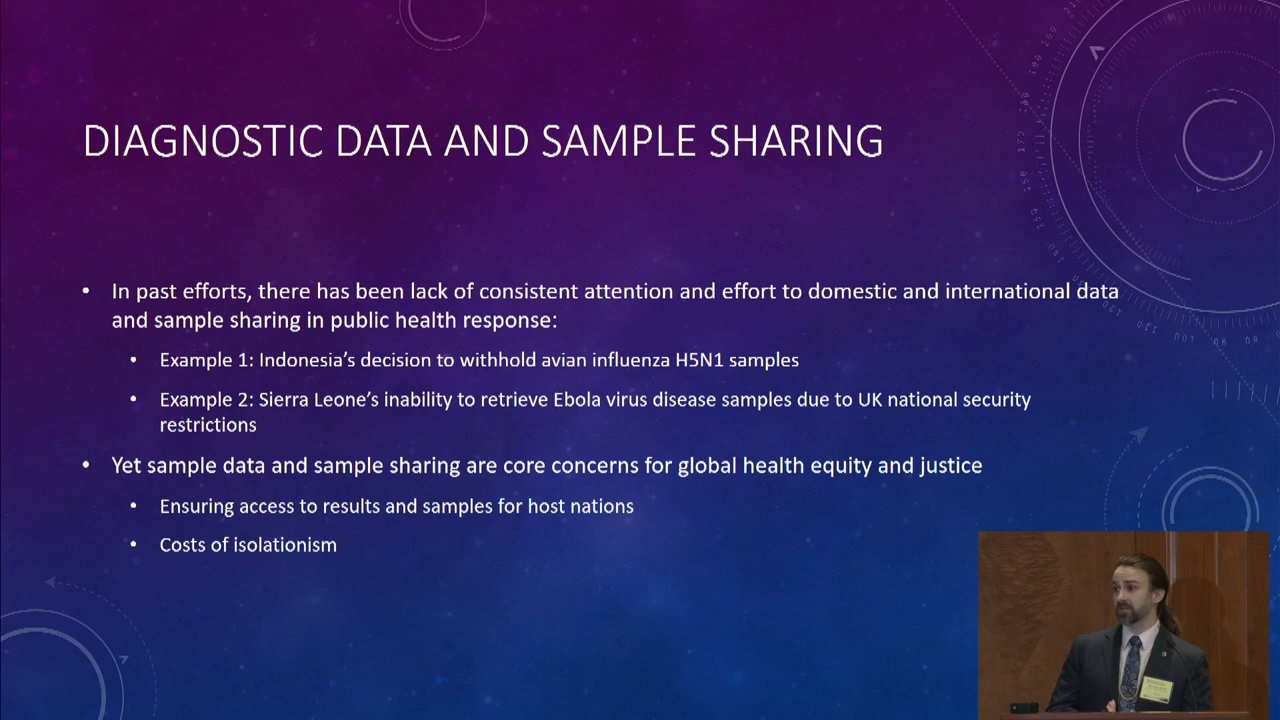 DIAGNOSTIC DATA AND SAMPLE SHARING
• In past efforts, there has been lack of consistent attention and effort to domestic and international data
and sample sharing in public health response:
• Example 1: Indonesia's decision to withhold avian influenza H5N1 samples
• Example 2: Sierra Leone's inability to retrieve Ebola virus disease samples due to UK national security
restrictions
• Yet sample data and sample sharing are core concerns for global health equity and justice
• Ensuring access to results and samples for host nations
• Costs of isolationism